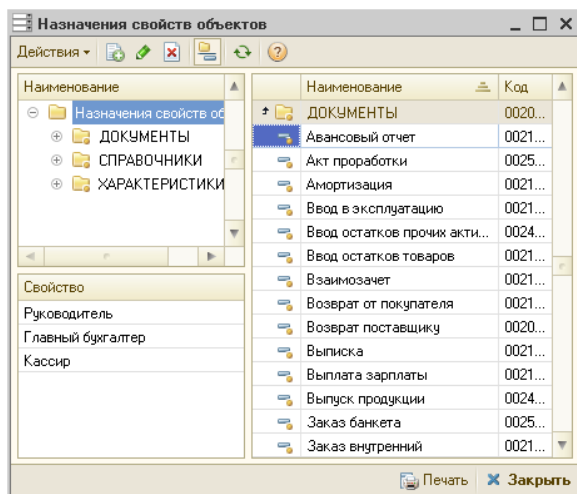 Назначения свойств объектов
Действия
Наименование
Назначения свойств об
ДОКУМЕНТЫ
СПРАВОЧНИКИ
ХАРАКТЕРИСТИКИ
Свойство
Руководитель
Главный бухгалтер
Кассир
Наименование Код
ДОКУМЕНТЫ 0020...
Авансовый отчет 0021...
Акт проработки 0025...
Амортизация 0021...
Ввод в эксплуатацию 0021...
Ввод остатков прочих акти... 0024...
Ввод остатков товаров 0021...
Взаимозачет 0021...
Возврат от покупателя 0021...
Возврат поставщику 0020...
Выписка 0021...
Выплата зарплаты 0021...
Выпуск продукции 0024...
Заказ банкета 0025...
Заказ внутренний 0021...
Печать Закрыть